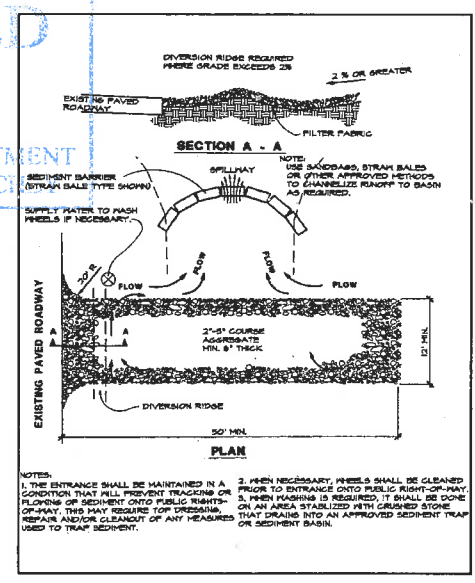 D
DIVERSION RIDGE REQUIRED
WHERE GRADE EXCEEDS 2%
2 % OR GREATER
EXISTING PAVED
ROADWAY
FILTER FABRIC
SECTION A - A
MENT
SEDIMENT BARRIER
(STRAW BALE TYPE SHOWN)
SPILLWAY
NOTE:
USE SANDBAGS, STRAW BALES
OR OTHER APPROVED METHODS
TO CHANNELIZE RUNOFF TO BASIN
AS REQUIRED.
SUPPLY WATER TO WASH
WHEELS IF NECESSARY.
20' R
FLOW
FLOW
FLOW
FLOW
EXISTING PAVED ROADWAY
A
A
2"-3" COURSE
AGGREGATE
MIN. 6" THICK
12' MIN.
DIVERSION RIDGE
50' MIN.
PLAN
NOTES:
1. THE ENTRANCE SHALL BE MAINTAINED IN A
CONDITION THAT WILL PREVENT TRACKING OR
FLOWING OF SEDIMENT ONTO PUBLIC RIGHTS-
OF-WAY. THIS MAY REQUIRE TOP DRESSING,
REPAIR AND/OR CLEANOUT OF ANY MEASURES
USED TO TRAP SEDIMENT.
2. WHEN NECESSARY, WHEELS SHALL BE CLEANED
PRIOR TO ENTRANCE ONTO PUBLIC RIGHT-OF-WAY.
3. WHEN WASHING IS REQUIRED, IT SHALL BE DONE
ON AN AREA STABLIZED WITH CRUSHED STONE
THAT DRAINS INTO AN APPROVED SEDIMENT TRAP
OR SEDIMENT BASIN.